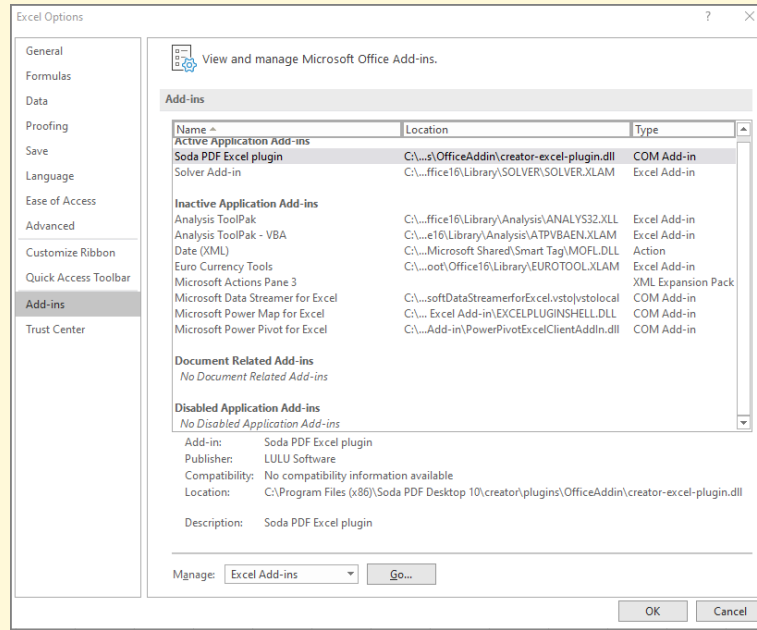 Excel Options
General
Formulas
Data
Proofing
Save
Language
Ease of Access
Advanced
Customize Ribbon
Quick Access Toolbar
Add-ins
Trust Center
View and manage Microsoft Office Add-ins.
Add-ins
Name Location Type
Active Application Add-ins
Soda PDF Excel plugin C:\...s\OfficeAddin\creator-excel-plugin.dll COM Add-in
Solver Add-in C:\...ffice16\Library\SOLVER\SOLVER.XLAM Excel Add-in
Inactive Application Add-ins
Analysis ToolPak C:\...ffice16\Library\Analysis\ANALYS32.XLL Excel Add-in
Analysis ToolPak - VBA C:\...e16\Library\Analysis\ATPVBAEN.XLAM Excel Add-in
Date (XML) C:\...Microsoft Shared\Smart Tag\MOFL.DLL Action
Euro Currency Tools C:\...oot\Office16\Library\EUROTOOL.XLAM Excel Add-in
Microsoft Actions Pane 3 XML Expansion Pack
Microsoft Data Streamer for Excel C:\...softDataStreamerforExcel.vsto|vstolocal COM Add-in
Microsoft Power Map for Excel C:\... Excel Add-in\EXCELPLUGINSHELL.DLL COM Add-in
Microsoft Power Pivot for Excel C:\...Add-in\PowerPivotExcelClientAddIn.dll COM Add-in
Document Related Add-ins
No Document Related Add-ins
Disabled Application Add-ins
No Disabled Application Add-ins
Add-in: Soda PDF Excel plugin
Publisher: LULU Software
Compatibility: No compatibility information available
Location: C:\Program Files (x86)\Soda PDF Desktop 10\creator\plugins\OfficeAddin\creator-excel-plugin.dll
Description: Soda PDF Excel plugin
Manage: Excel Add-ins Go...
OK Cancel